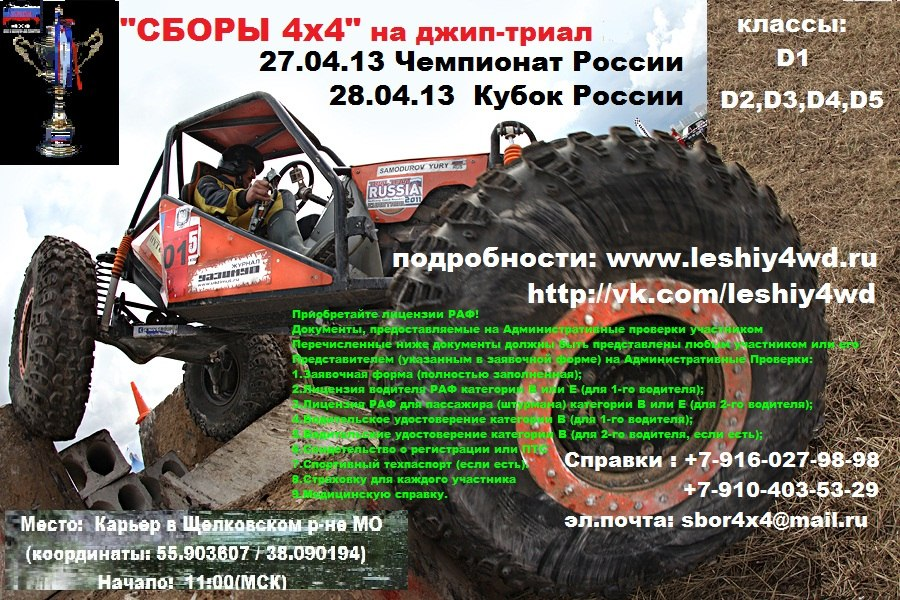 "СБОРЫ 4х4" на джип-триал
27.04.13 Чемпионат России
28.04.13 Кубок России
классы:
D1
D2,D3,D4,D5
SAMODUROV YURY
RUSSIA
2011
D1
5
ЖУРНАЛ
УАЗОЛУП
подробности: www.leshiy4wd.ru
http://vk.com/leshiy4wd
Приобретайте лицензии РАФ!
Документы, предоставляемые на Административные проверки участником
Перечисленные ниже документы должны быть представлены любым участником или его
Представителем (указанным в заявочной форме) на Административные Проверки:
1.Заявочная форма (полностью заполненная);
2.Лицензия водителя РАФ категории В или Е (для 1-го водителя);
3.Лицензия РАФ для пассажира (штурмана) категории В или Е (для 2-го водителя);
4.Водительское удостоверение категории В (для 1-го водителя);
5.Водительское удостоверение категории В (для 2-го водителя, если есть);
6.Свидетельство о регистрации или ПТС
7.Спортивный техпаспорт (если есть).
8.Страховку для каждого участника
9.Медицинскую справку.
Справки : +7-916-027-98-98
+7-910-403-53-29
эл.почта: sbor4x4@mail.ru
Место: Карьер в Щелковском р-не МО
(координаты: 55.903607 / 38.090194)
Начало: 11:00(МСК)